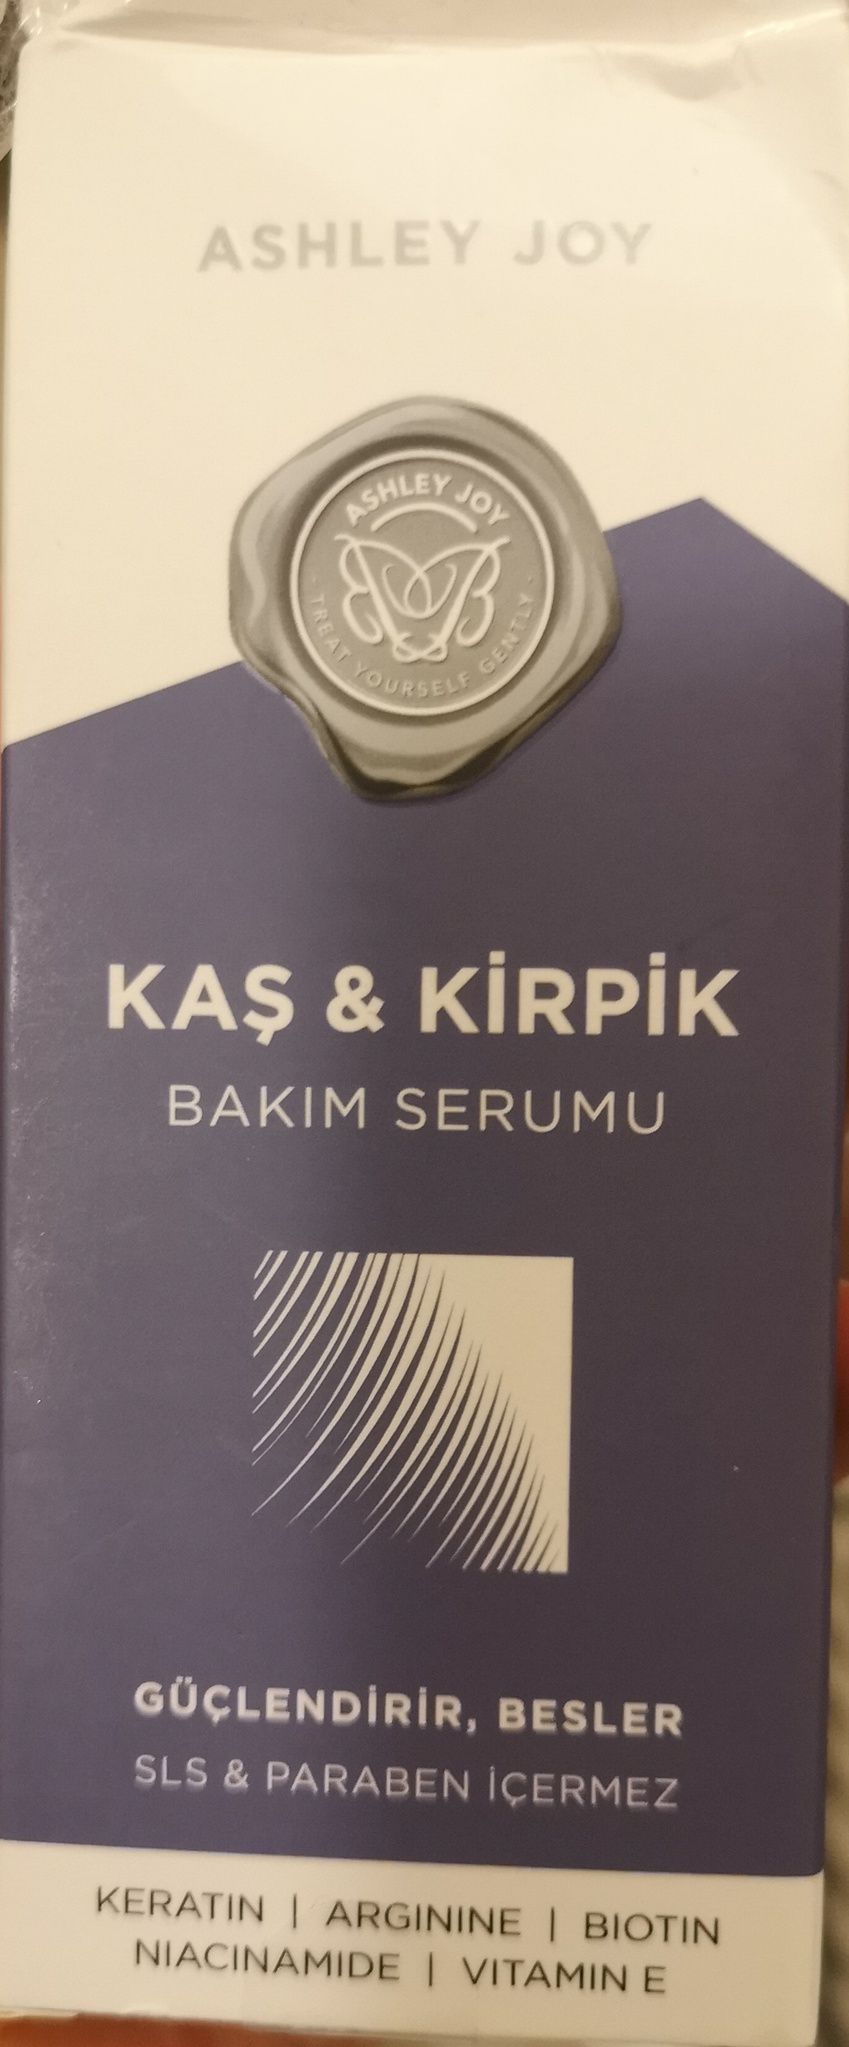 ASHLEY JOY
ASHLEY JOY
· TREAT YOURSELF GENTLY ·
KAŞ & KİRPİK
BAKIM SERUMU
GÜÇLENDİRİR, BESLER
SLS & PARABEN İÇERMEZ
KERATIN | ARGININE | BIOTIN
NIACINAMIDE | VITAMIN E